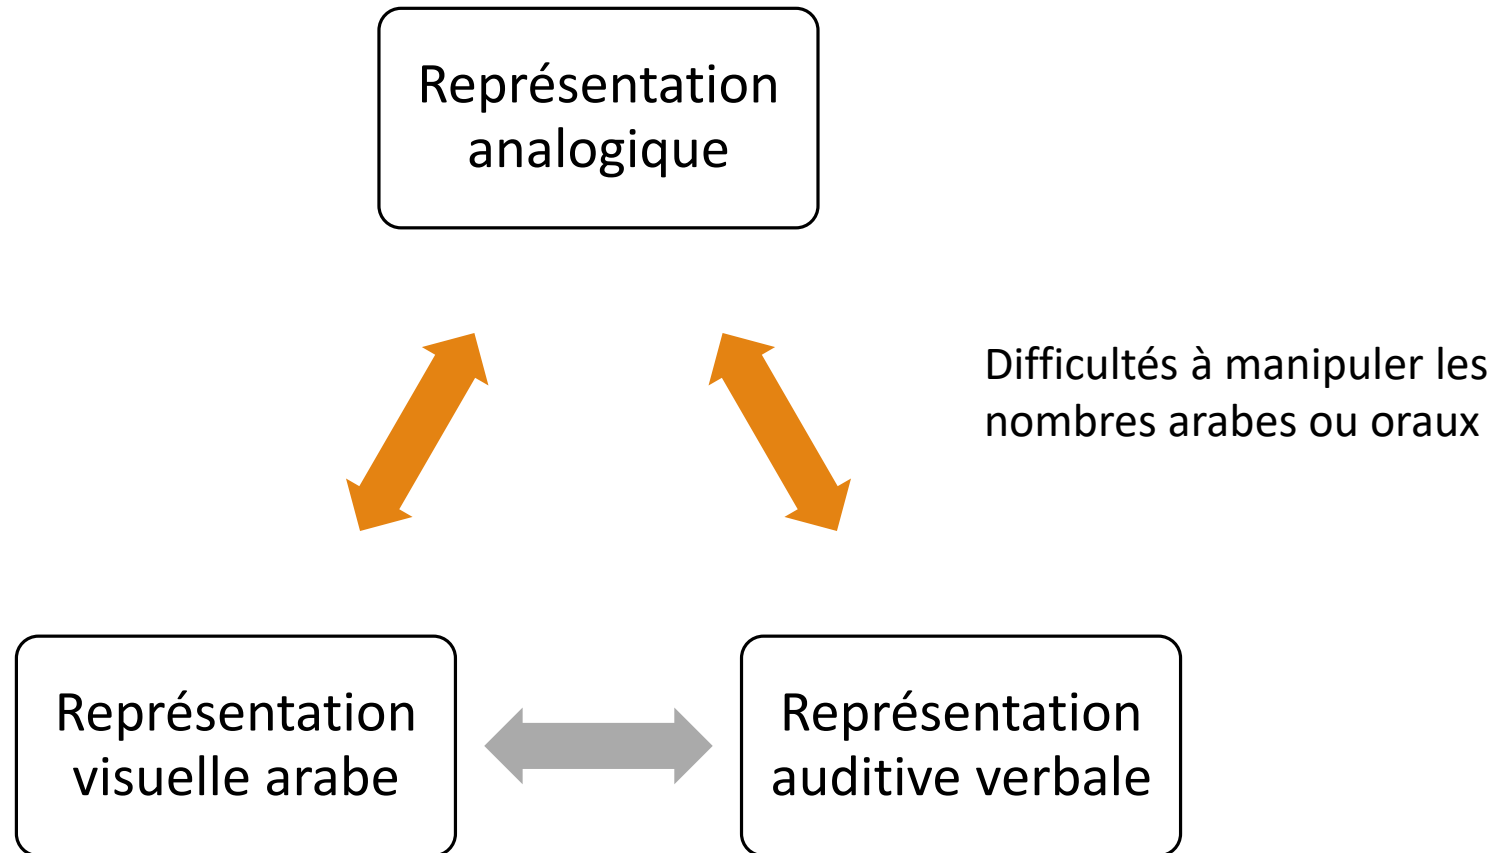 Représentation
analogique
Difficultés à manipuler les
nombres arabes ou oraux
Représentation
visuelle arabe
Représentation
auditive verbale